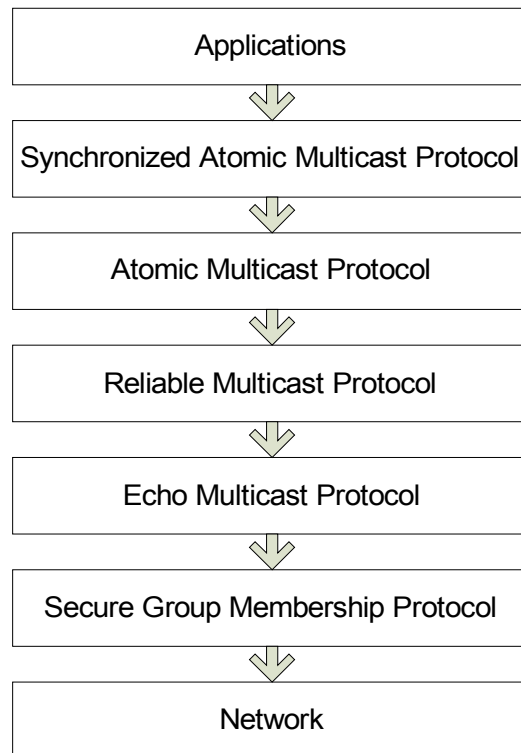 Applications
Synchronized Atomic Multicast Protocol
Atomic Multicast Protocol
Reliable Multicast Protocol
Echo Multicast Protocol
Secure Group Membership Protocol
Network